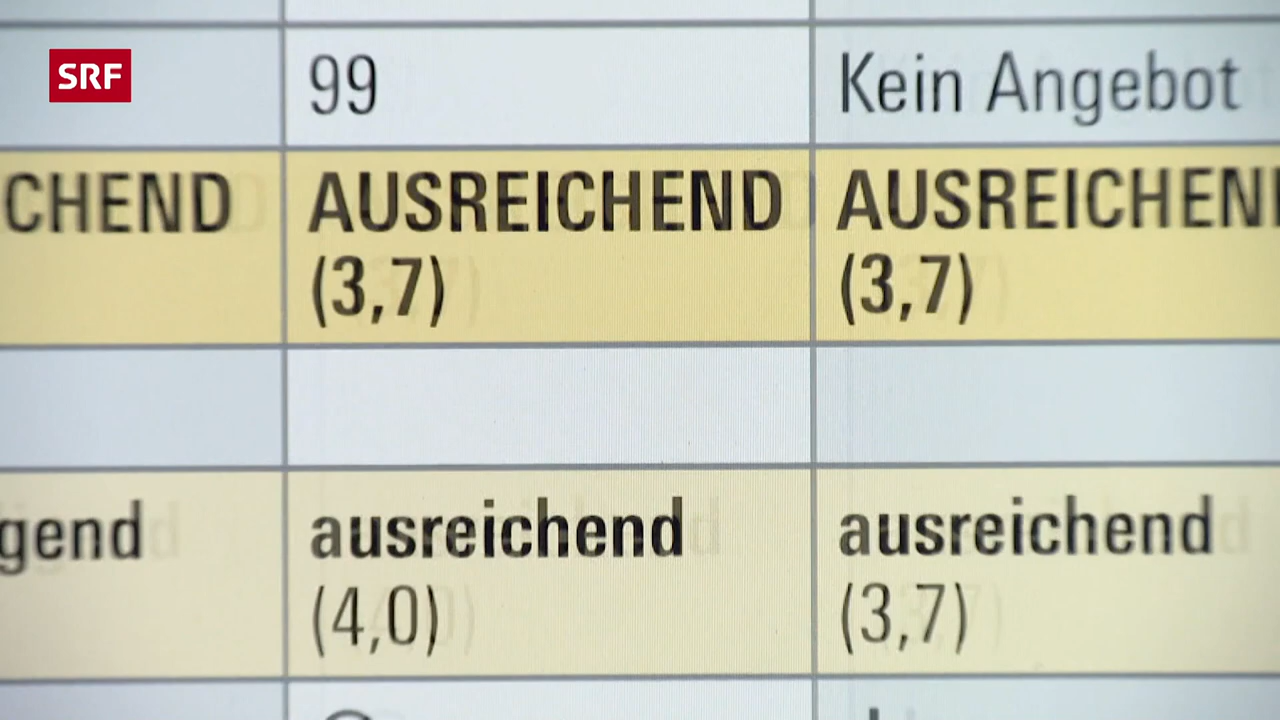 SRF
99
Kein Angebot
CHEND
AUSREICHEND
AUSREICHEN
(3,7)
(3,7)
gend
ausreichend
ausreichend
(4,0)
(3,7)